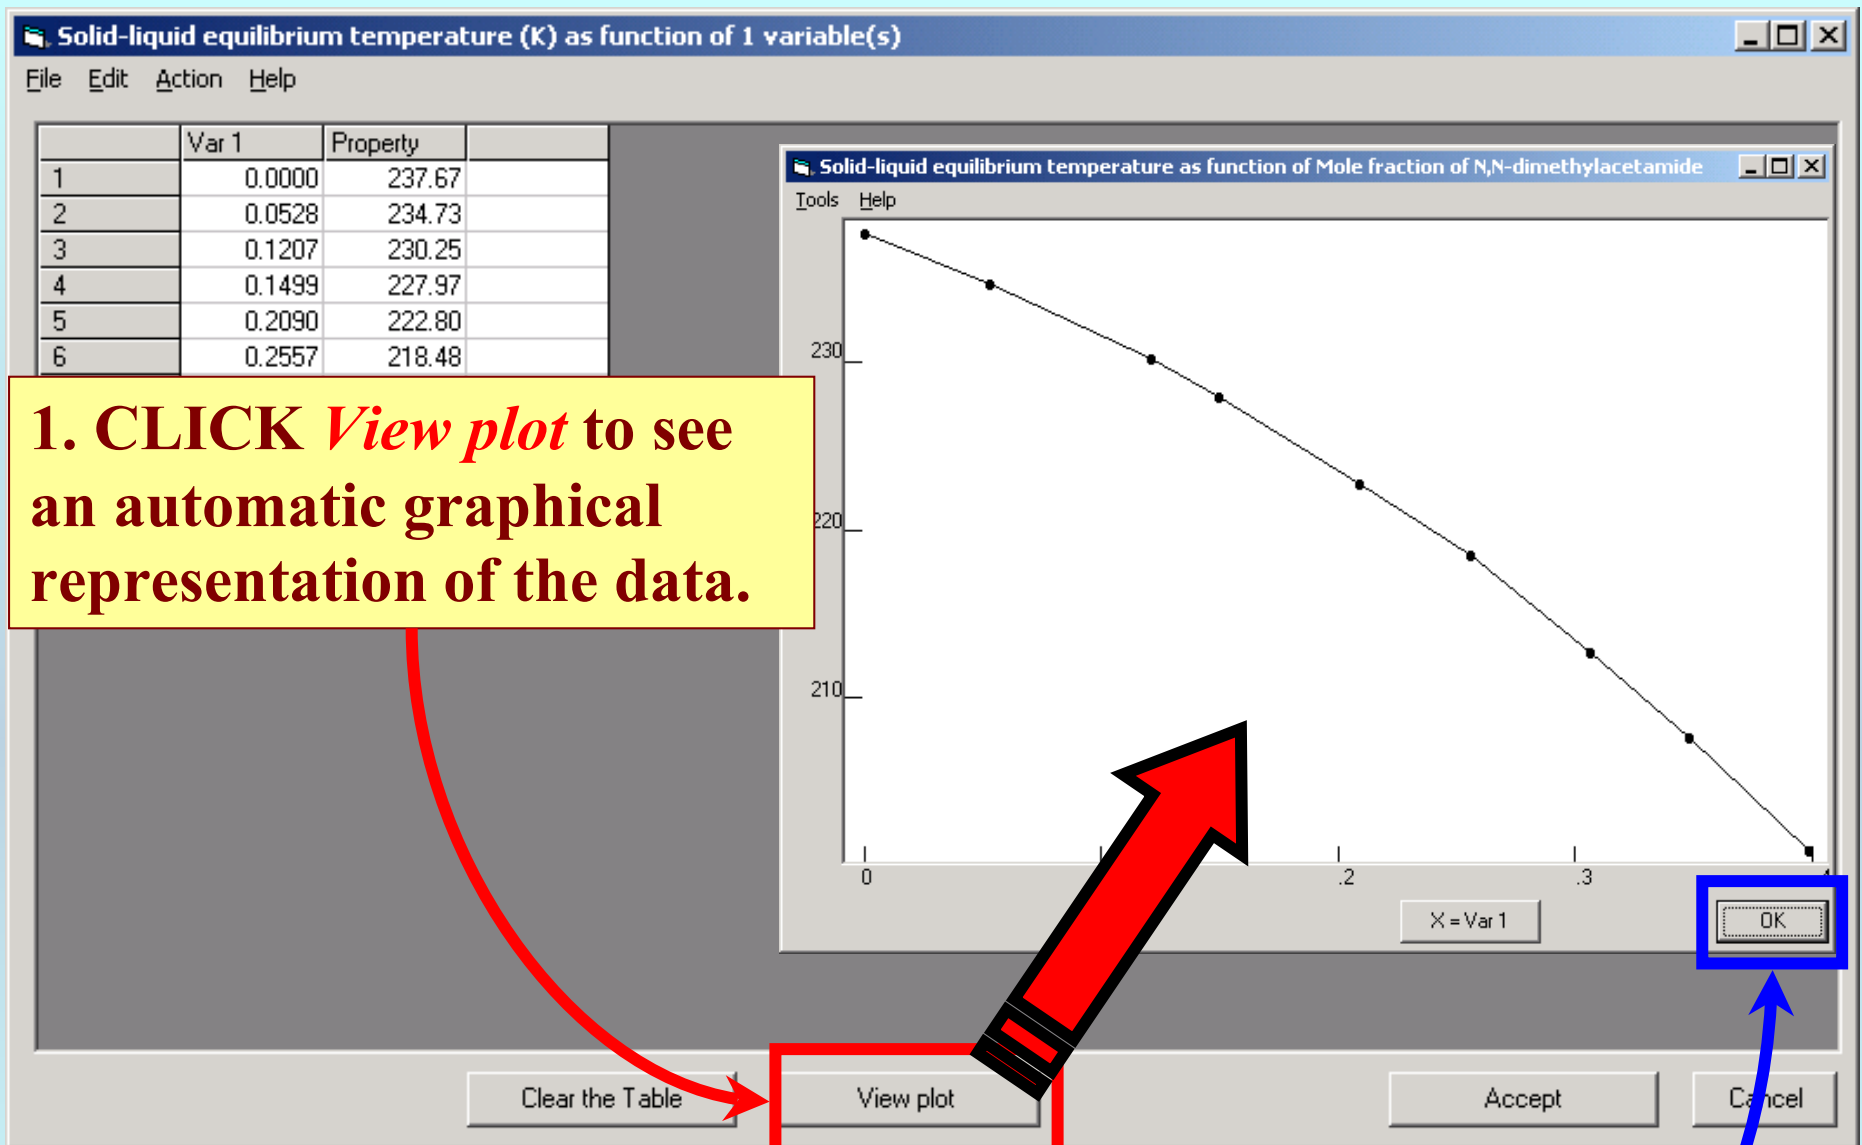 Solid-liquid equilibrium temperature (K) as function of 1 variable(s)
File Edit Action Help
Var 1 Property
1 0.0000 237.67
2 0.0528 234.73
3 0.1207 230.25
4 0.1499 227.97
5 0.2090 222.80
6 0.2557 218.48
1. CLICK View plot to see
an automatic graphical
representation of the data.
Solid-liquid equilibrium temperature as function of Mole fraction of N,N-dimethylacetamide
Tools Help
230
220
210
0 .2 .3
X = Var 1 OK
Clear the Table View plot Accept Cancel